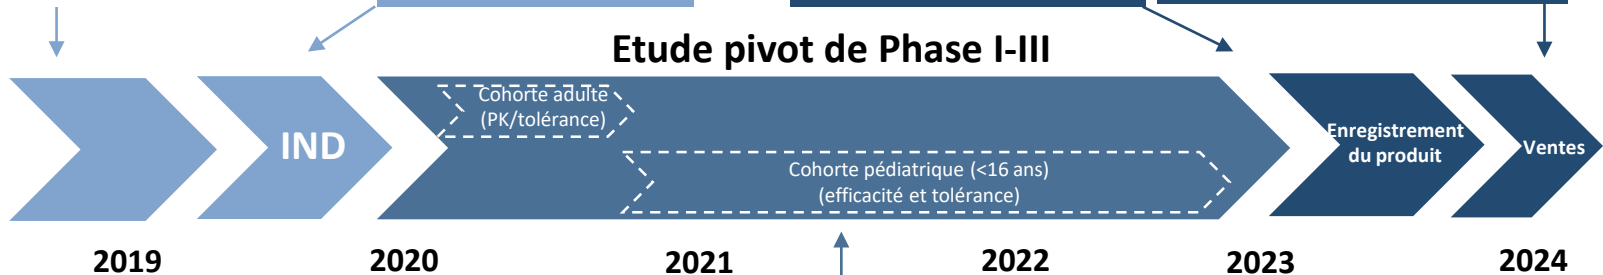 Etude pivot de Phase I-III
Cohorte adulte
(PK/tolérance)
IND
Enregistrement
du produit
Ventes
Cohorte pédiatrique (<16 ans)
(efficacité et tolérance)
2019
2020
2021
2022
2023
2024